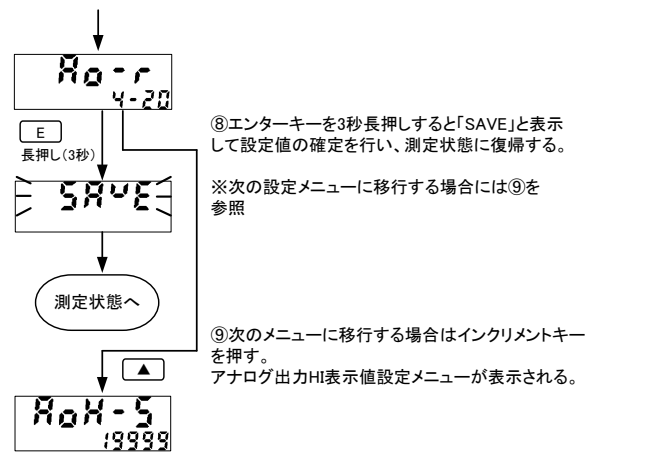 Ao-r
4-20
E
長押し(3秒)
⑧エンターキーを3秒長押しすると「SAVE」と表示
して設定値の確定を行い、測定状態に復帰する。
SAVE
※次の設定メニューに移行する場合には⑨を
参照
測定状態へ
⑨次のメニューに移行する場合はインクリメントキー
を押す。
アナログ出力HI表示値設定メニューが表示される。
▲
AoH-S
19999